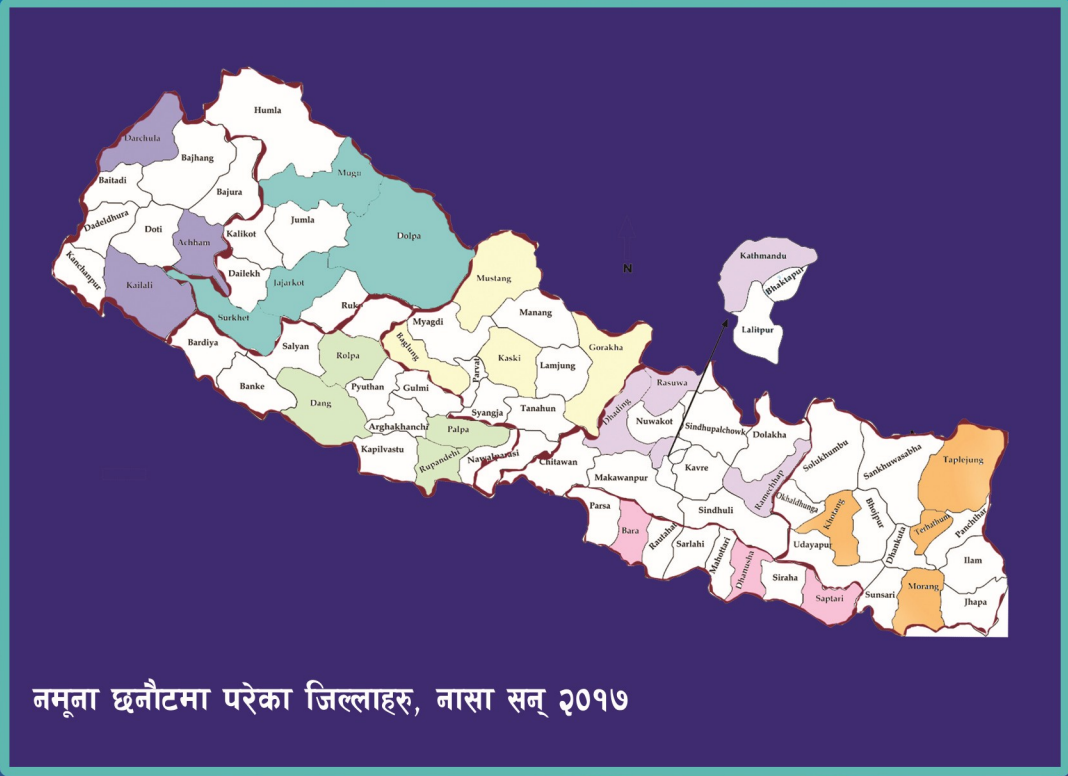 Humla
Darchula
Bajhang
Mugu
Baitadi
Bajura
Dadeldhura
Doti
Jumla
Kalikot
Achham
Dolpa
Kanchanpur
Dailekh
Kailali
Jajarkot
Mustang
N
Kathmandu
Bhaktapur
Lalitpur
Surkhet
Ruk
Manang
Myagdi
Bardiya
Salyan
Rolpa
Baglung
Parvat
Kaski
Lamjung
Gorakha
Banke
Pyuthan
Gulmi
Rasuwa
Dang
Syangja
Tanahun
Dhading
Nuwakot
Arghakhanchi
Palpa
Sindhupalchowk
Dolakha
Kapilvastu
Rupandehi
Nawalparasi
Chitawan
Solukhumbu
Sankhuwasabha
Taplejung
Makawanpur
Kavre
Ramechhap
Okhaldhunga
Parsa
Sindhuli
Khotang
Bhojpur
Terhathum
Panchthar
Bara
Rautahat
Sarlahi
Mahottari
Dhanusha
Udayapur
Dhankuta
Ilam
Siraha
Saptari
Sunsari
Morang
Jhapa
नमूना छनौटमा परेका जिल्लाहरु, नासा सन् २०१७